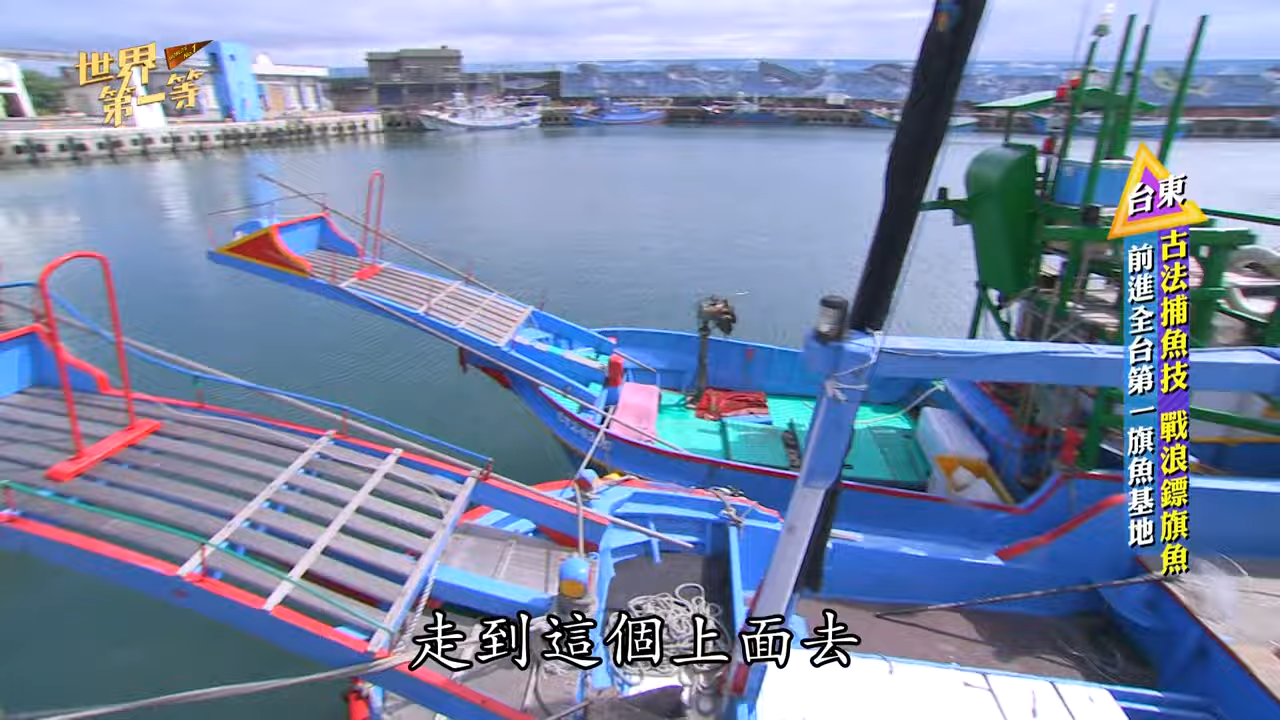 世界
第一等
台東
古法捕魚技 戰浪鏢旗魚
前進全台第一旗魚基地
走到這個上面去